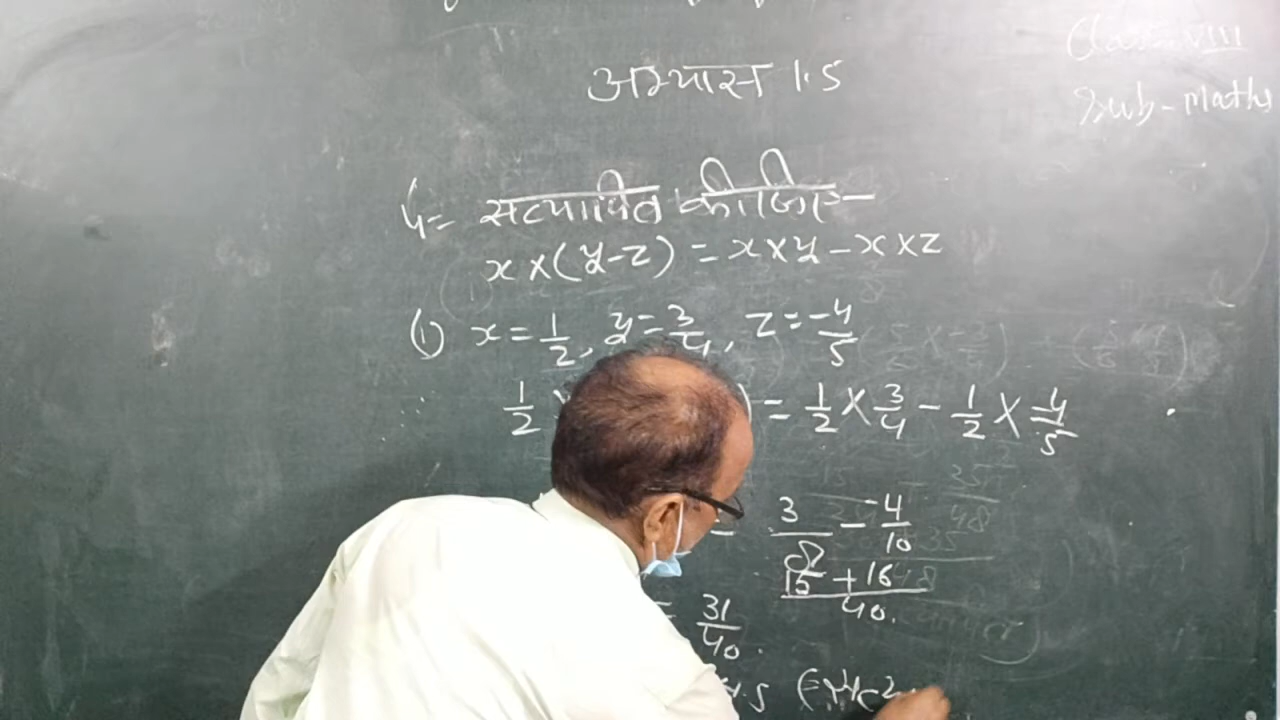 Class VIII
अभ्यास 1.5
Sub - Maths
4= सत्यापित कीजिए-
x×(y-z) = x×y - x×z
(1) x=1/2, y=3/4, z=-4/5
1/2 ) = 1/2 × 3/4 - 1/2 × -4/5
= 3/8 - -4/10
15+16/40.
= 31/40.